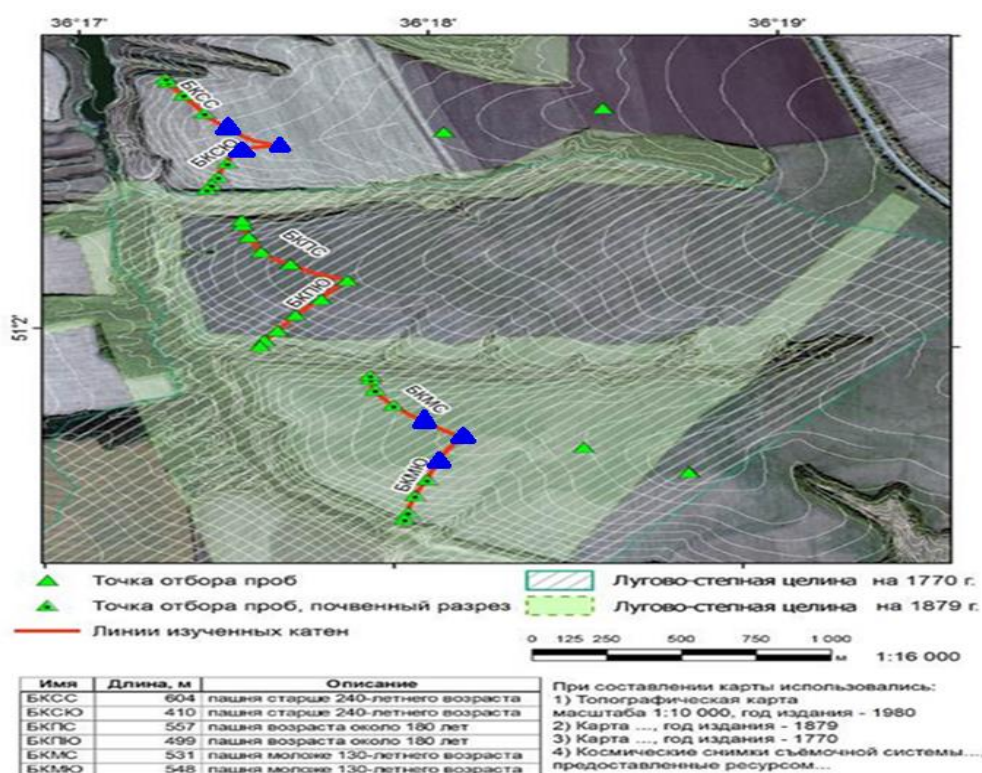 36°17'
36°18'
36°19'
51°2'
БКСС
БКСЮ
БКПС
БКПЮ
БКМС
БКМЮ
Точка отбора проб
Точка отбора проб, почвенный разрез
Линии изученных катен
Лугово-степная целина на 1770 г.
Лугово-степная целина на 1879 г.
0 125 250 500 750 1 000
м 1:16 000
Имя Длина, м Описание
БКСС 604 пашня старше 240-летнего возраста
БКСЮ 410 пашня старше 240-летнего возраста
БКПС 557 пашня возраста около 180 лет
БКПЮ 499 пашня возраста около 180 лет
БКМС 531 пашня моложе 130-летнего возраста
БКМЮ 548 пашня моложе 130-летнего возраста
При составлении карты использовались:
1) Топографическая карта
масштаба 1:10 000, год издания - 1980
2) Карта ..., год издания - 1879
3) Карта ..., год издания - 1770
4) Космические снимки съёмочной системы...,
предоставленные ресурсом...